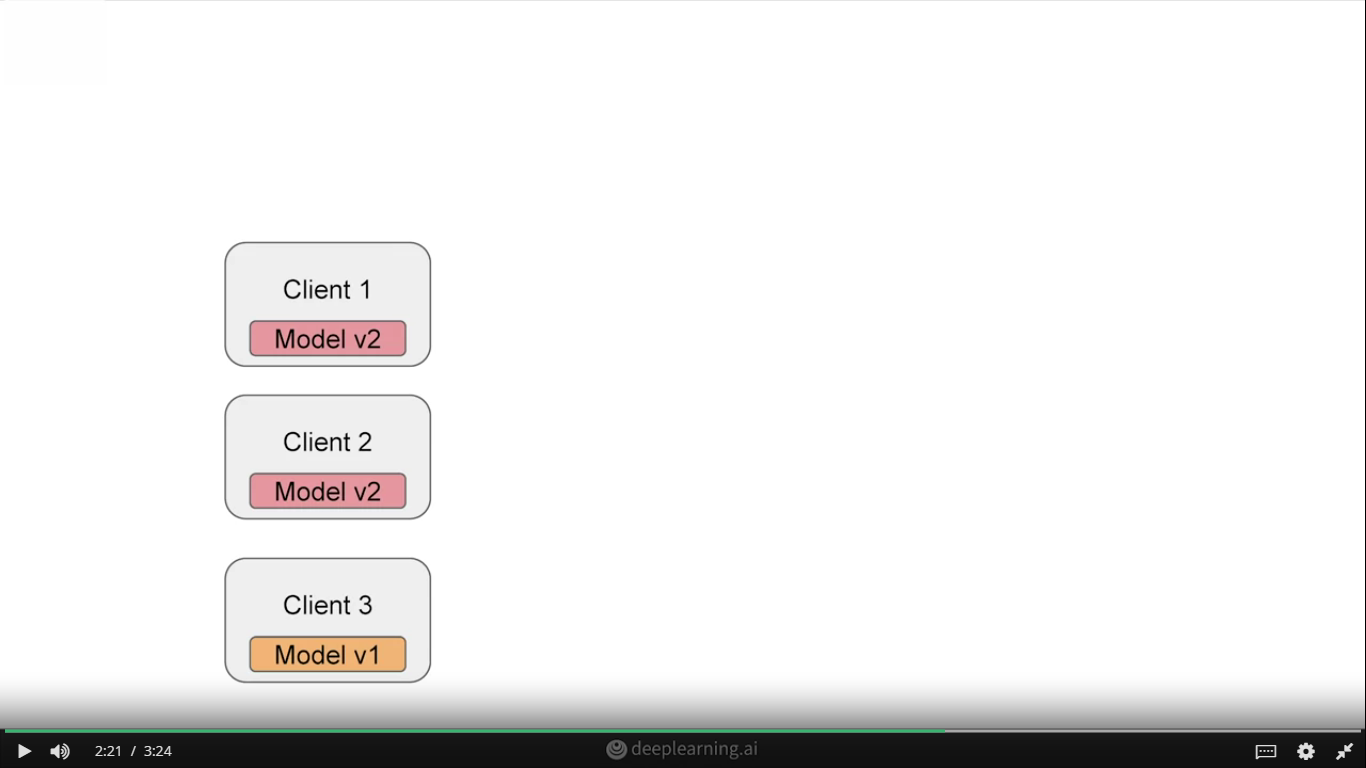 Client 1
Model v2
Client 2
Model v2
Client 3
Model v1
2:21 / 3:24
deeplearning.ai